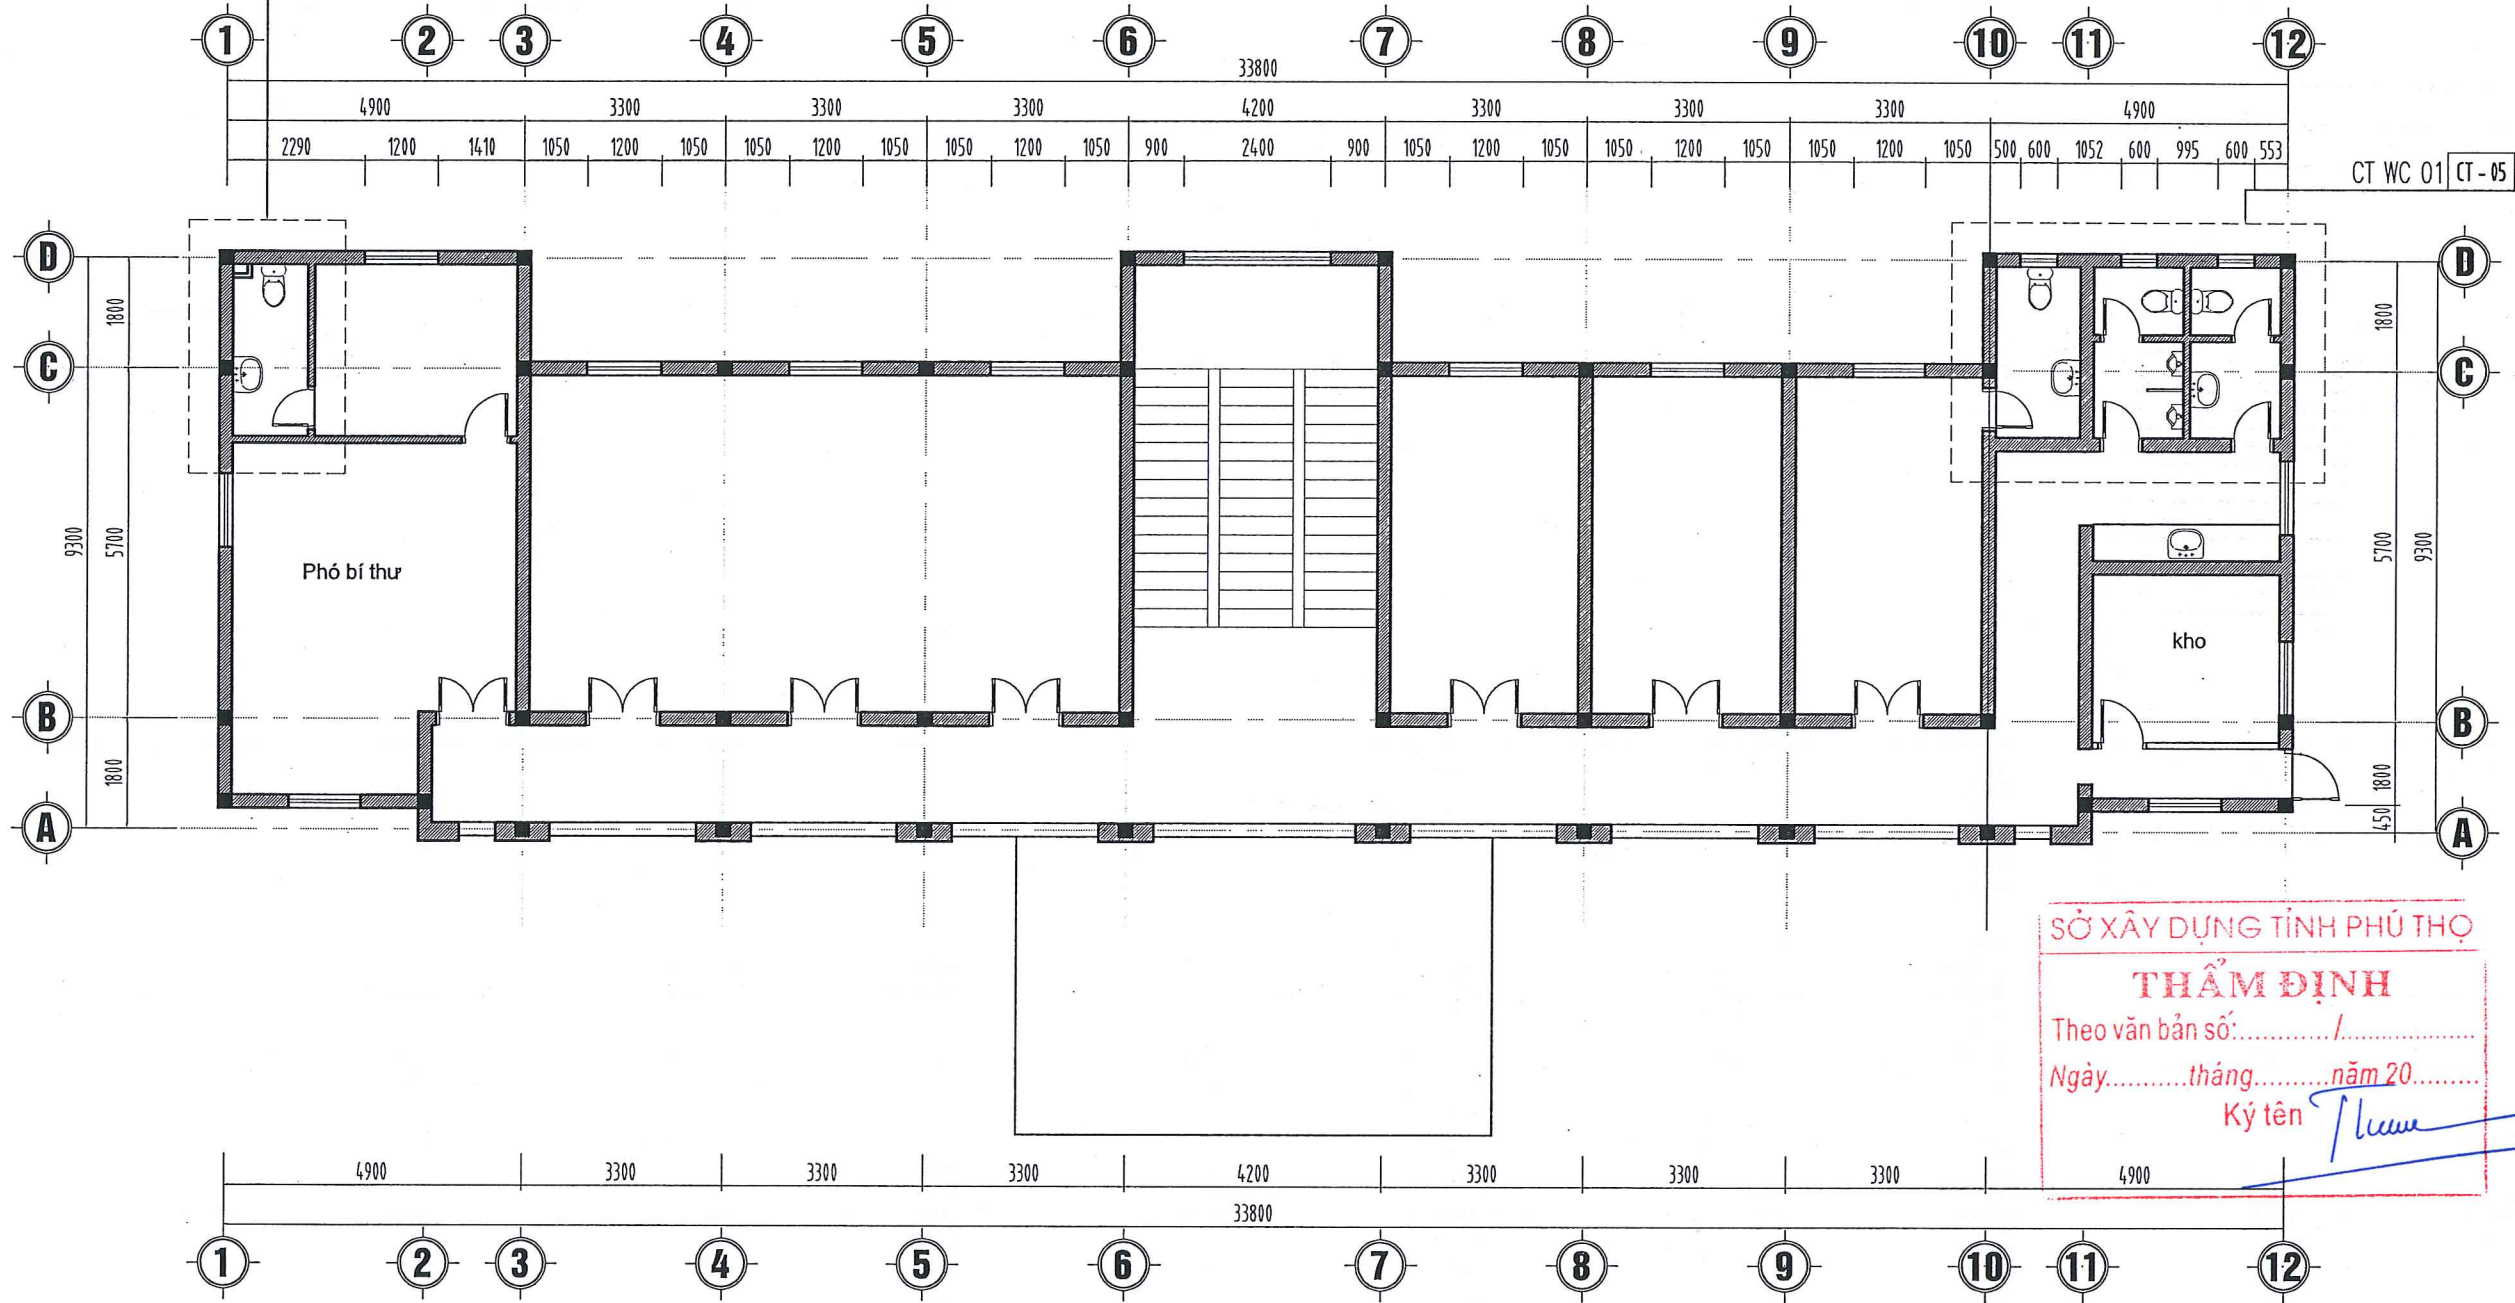 1 2 3 4 5 6 7 8 9 10 11 12
33800
4900 3300 3300 3300 4200 3300 3300 3300 4900
2290 1200 1410 1050 1200 1050 1050 1200 1050 1050 1200 1050 900 2400 900 1050 1200 1050 1050 1200 1050 1050 1200 1050 500 600 1052 600 995 600 553
CT WC 01 CT - 05
D D
1800 1800
C C
9300 5700 5700 9300
Phó bí thư
kho
B B
1800 1800
450
A A
SỞ XÂY DỰNG TỈNH PHÚ THỌ
THẨM ĐỊNH
Theo văn bản số:............/..................
Ngày...........tháng..........năm 20.........
Ký tên
4900 3300 3300 3300 4200 3300 3300 3300 4900
33800
1 2 3 4 5 6 7 8 9 10 11 12